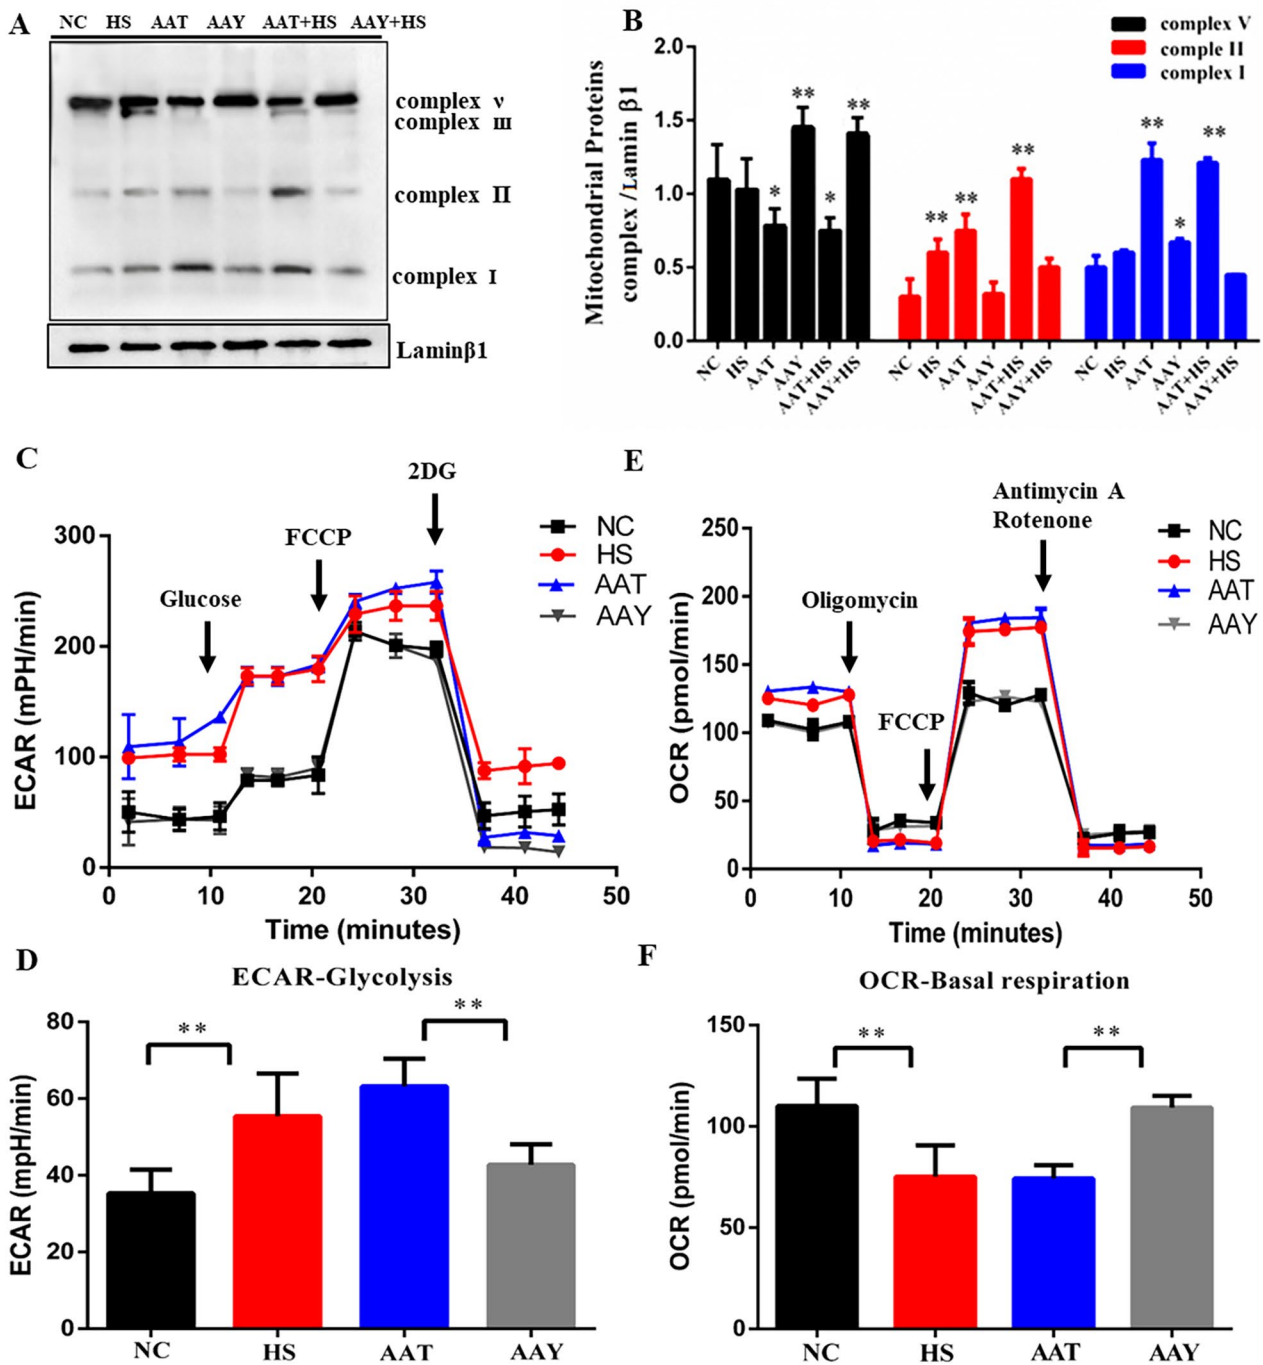 A
NC HS AAT AAY AAT+HS AAY+HS
complex v
complex III
complex II
complex I
Laminβ1
B
complex V
comple II
complex I
Mitochondrial Proteins
complex /Lamin β1
2.0
1.5
1.0
0.5
0.0
* ** * **
** ** **
** * **
NC HS AAT AAY AAT+HS AAY+HS
NC HS AAT AAY AAT+HS AAY+HS
NC HS AAT AAY AAT+HS AAY+HS
C
2DG
FCCP
Glucose
NC
HS
AAT
AAY
ECAR (mPH/min)
300
200
100
0
0 10 20 30 40 50
Time (minutes)
E
Antimycin A
Rotenone
Oligomycin
FCCP
NC
HS
AAT
AAY
OCR (pmol/min)
250
200
150
100
50
0
0 10 20 30 40 50
Time (minutes)
D
ECAR-Glycolysis
** **
ECAR (mpH/min)
80
60
40
20
0
NC HS AAT AAY
F
OCR-Basal respiration
** **
OCR (pmol/min)
150
100
50
0
NC HS AAT AAY